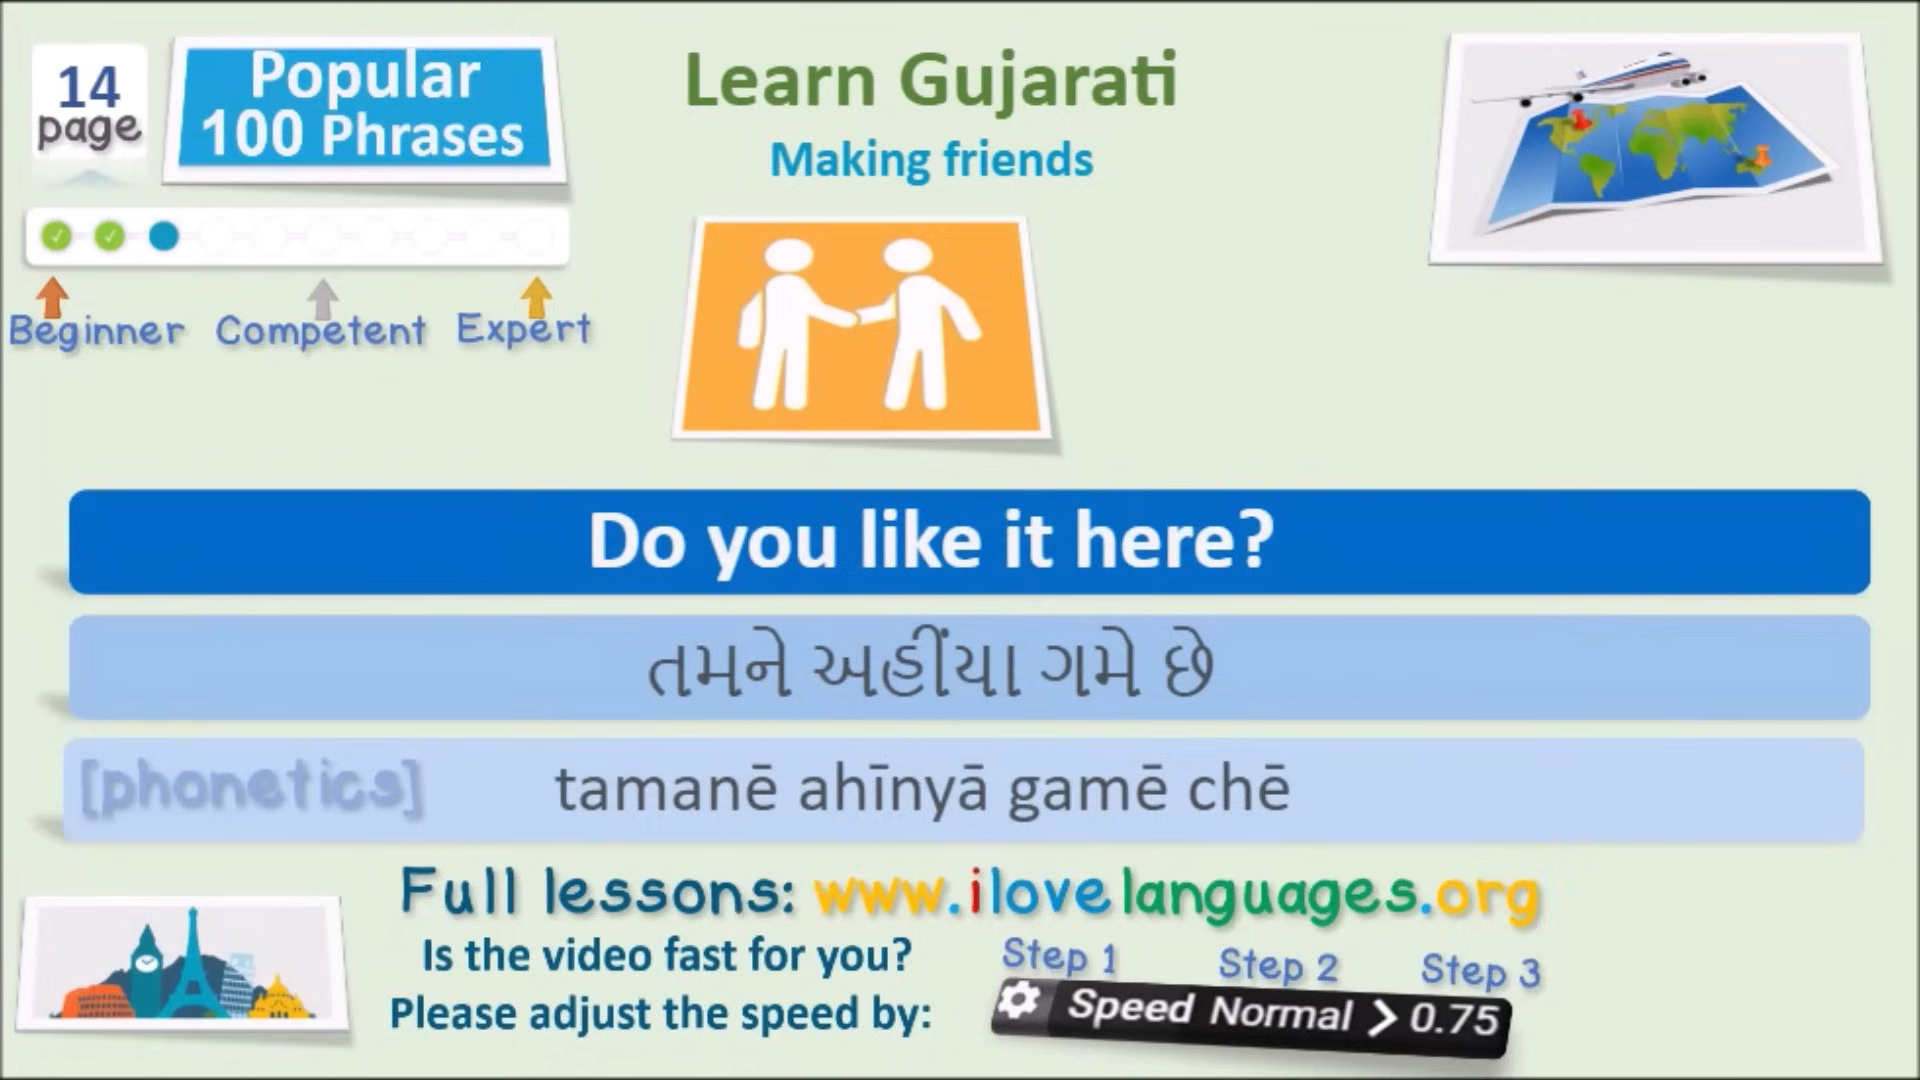 14
page
Popular
100 Phrases
Learn Gujarati
Making friends
Beginner Competent Expert
Do you like it here?
તમને અહીંયા ગમે છે
[phonetics] tamanē ahīnyā gamē chē
Full lessons: www.ilovelanguages.org
Is the video fast for you?
Please adjust the speed by:
Step 1 Step 2 Step 3
Speed Normal > 0.75